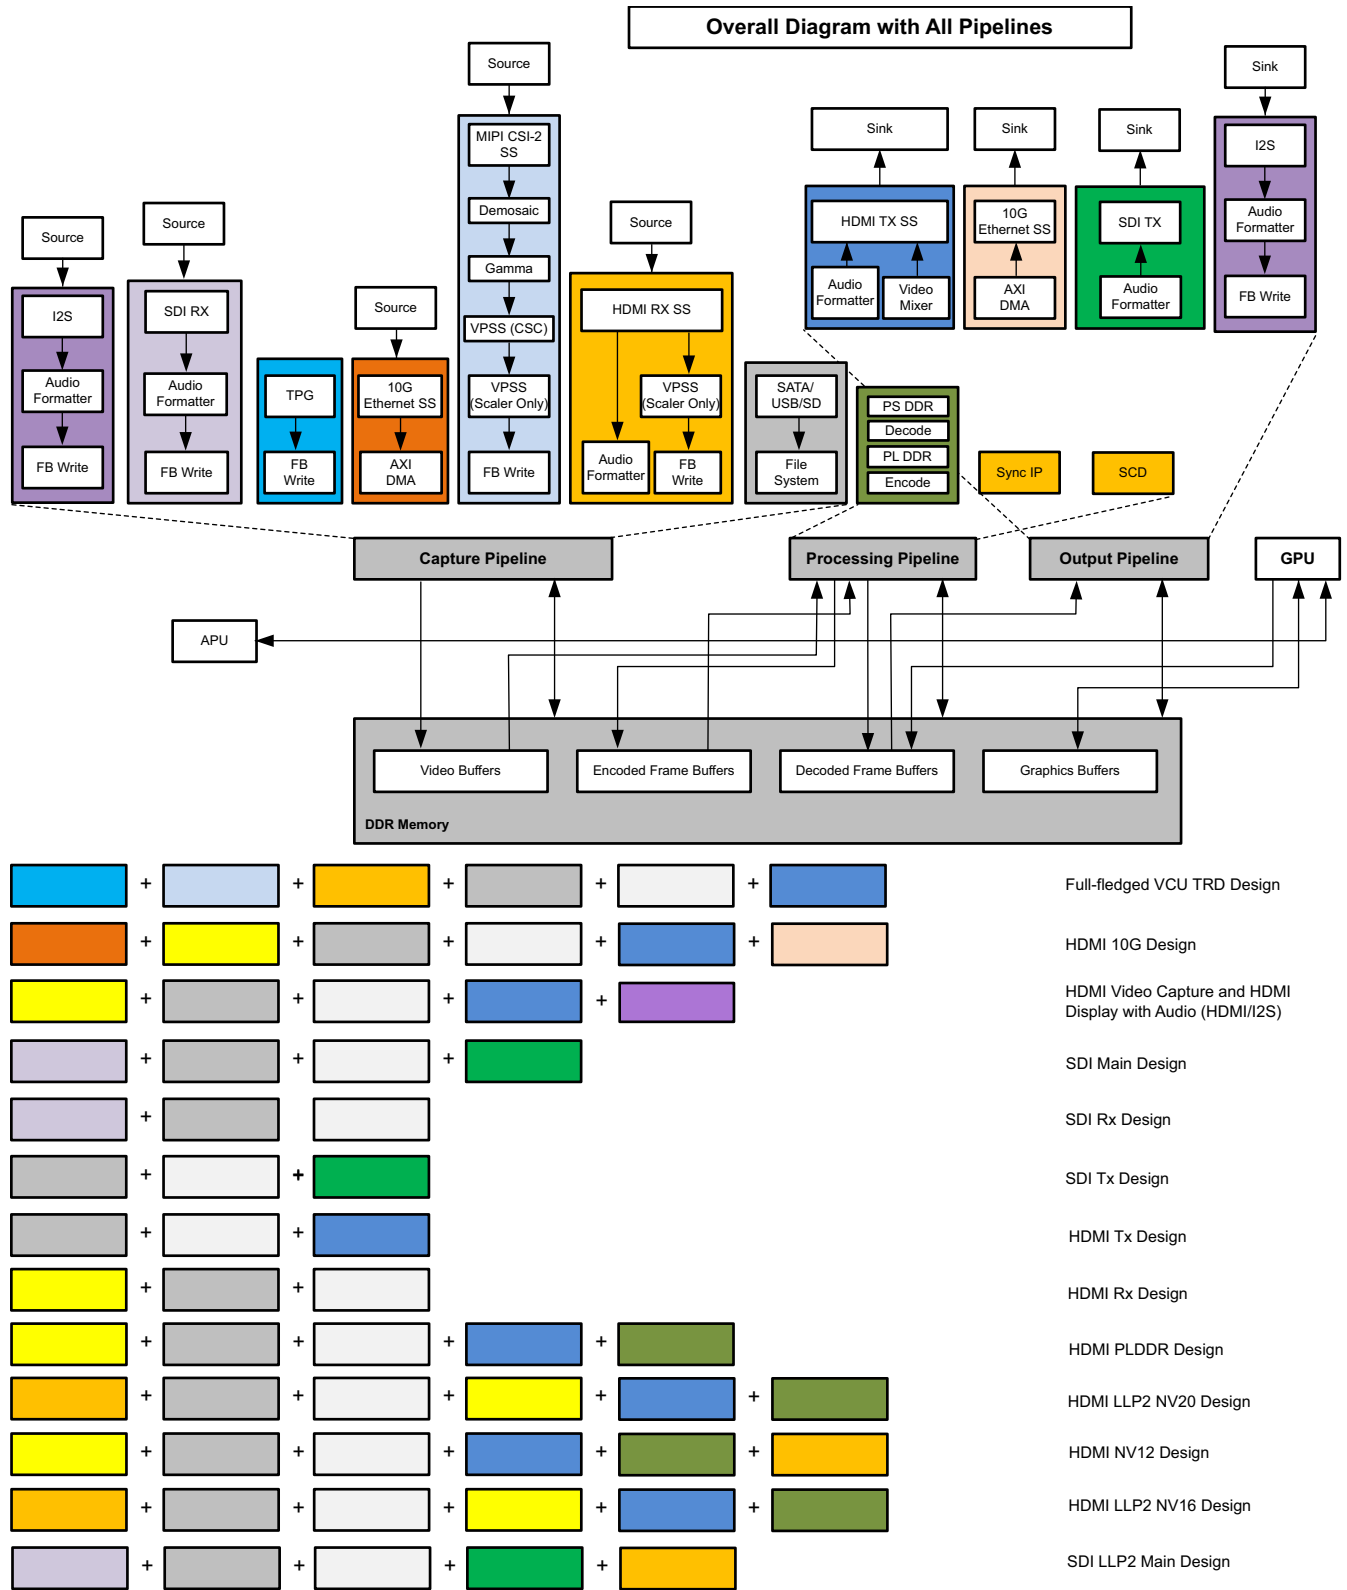 Overall Diagram with All Pipelines
Source
Sink
MIPI CSI-2
SS
Demosaic
Gamma
VPSS (CSC)
VPSS
(Scaler Only)
FB Write
Sink
Sink
Sink
I2S
Audio
Formatter
FB Write
HDMI TX SS
Audio
Formatter
Video
Mixer
10G
Ethernet SS
AXI
DMA
SDI TX
Audio
Formatter
Source
I2S
Audio
Formatter
FB Write
Source
SDI RX
Audio
Formatter
FB Write
TPG
FB
Write
Source
10G
Ethernet SS
AXI
DMA
Source
HDMI RX SS
VPSS
(Scaler Only)
Audio
Formatter
FB
Write
SATA/
USB/SD
File
System
PS DDR
Decode
PL DDR
Encode
Sync IP
SCD
Capture Pipeline
Processing Pipeline
Output Pipeline
GPU
APU
Video Buffers
Encoded Frame Buffers
Decoded Frame Buffers
Graphics Buffers
DDR Memory
+ + + + + Full-fledged VCU TRD Design
+ + + + + HDMI 10G Design
+ + + + HDMI Video Capture and HDMI
Display with Audio (HDMI/I2S)
+ + + SDI Main Design
+ SDI Rx Design
+ + SDI Tx Design
+ + HDMI Tx Design
+ + HDMI Rx Design
+ + + + HDMI PLDDR Design
+ + + + + HDMI LLP2 NV20 Design
+ + + + + HDMI NV12 Design
+ + + + + HDMI LLP2 NV16 Design
+ + + + SDI LLP2 Main Design